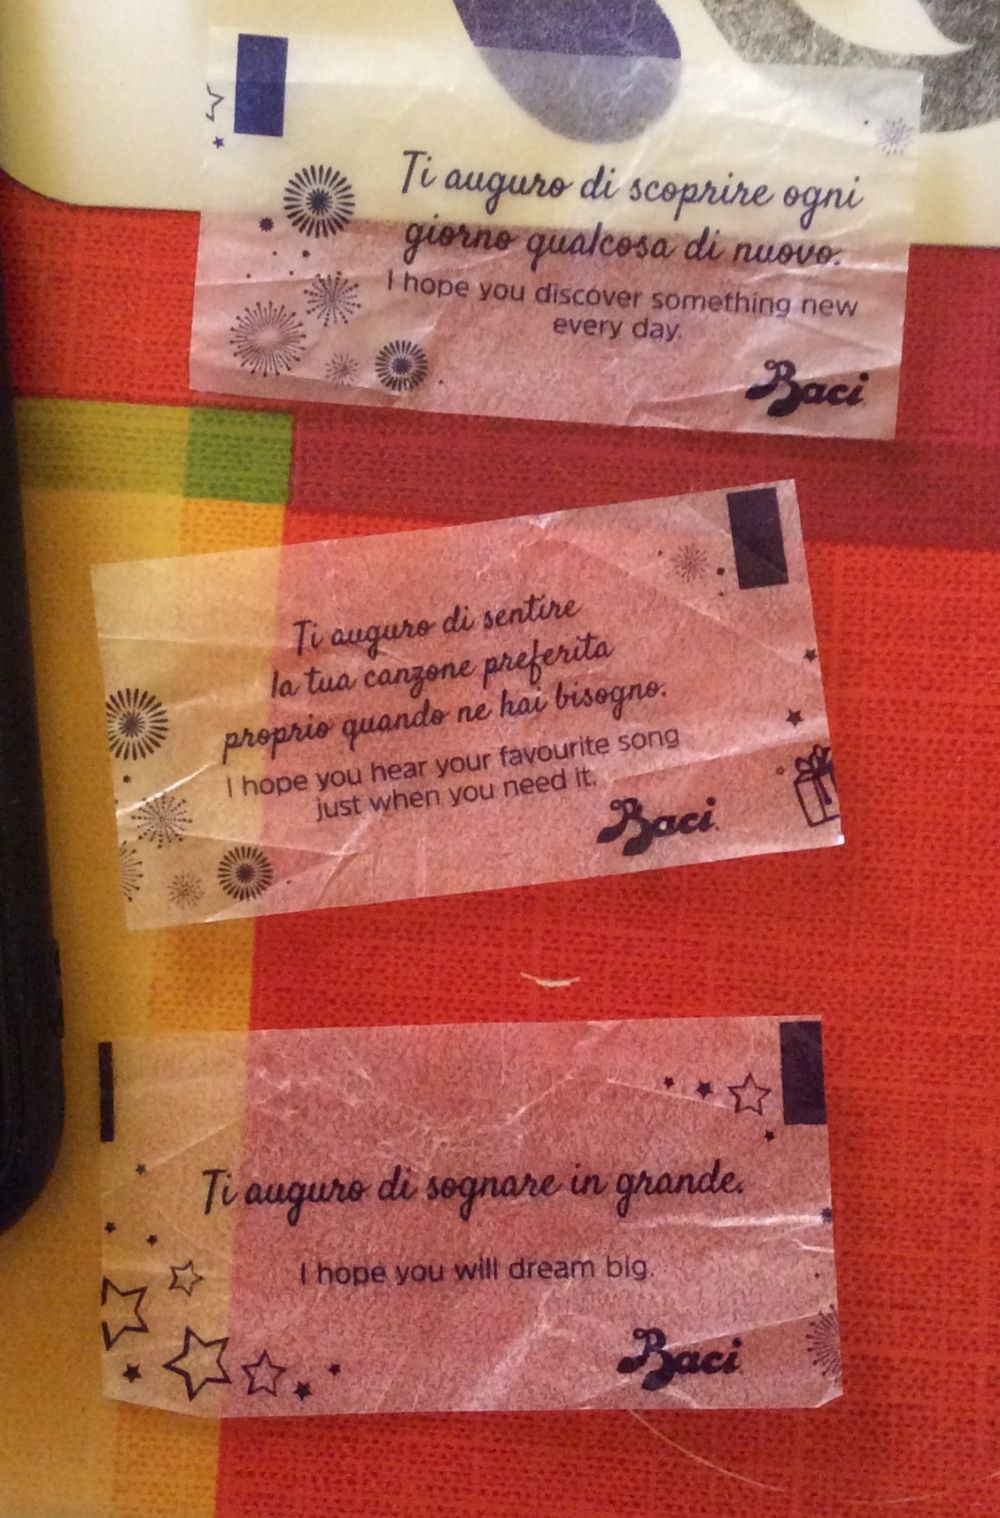 Ti auguro di scoprire ogni
giorno qualcosa di nuovo.
I hope you discover something new
every day.
Baci
Ti auguro di sentire
la tua canzone preferita
proprio quando ne hai bisogno.
I hope you hear your favourite song
just when you need it.
Baci
Ti auguro di sognare in grande.
I hope you will dream big.
Baci